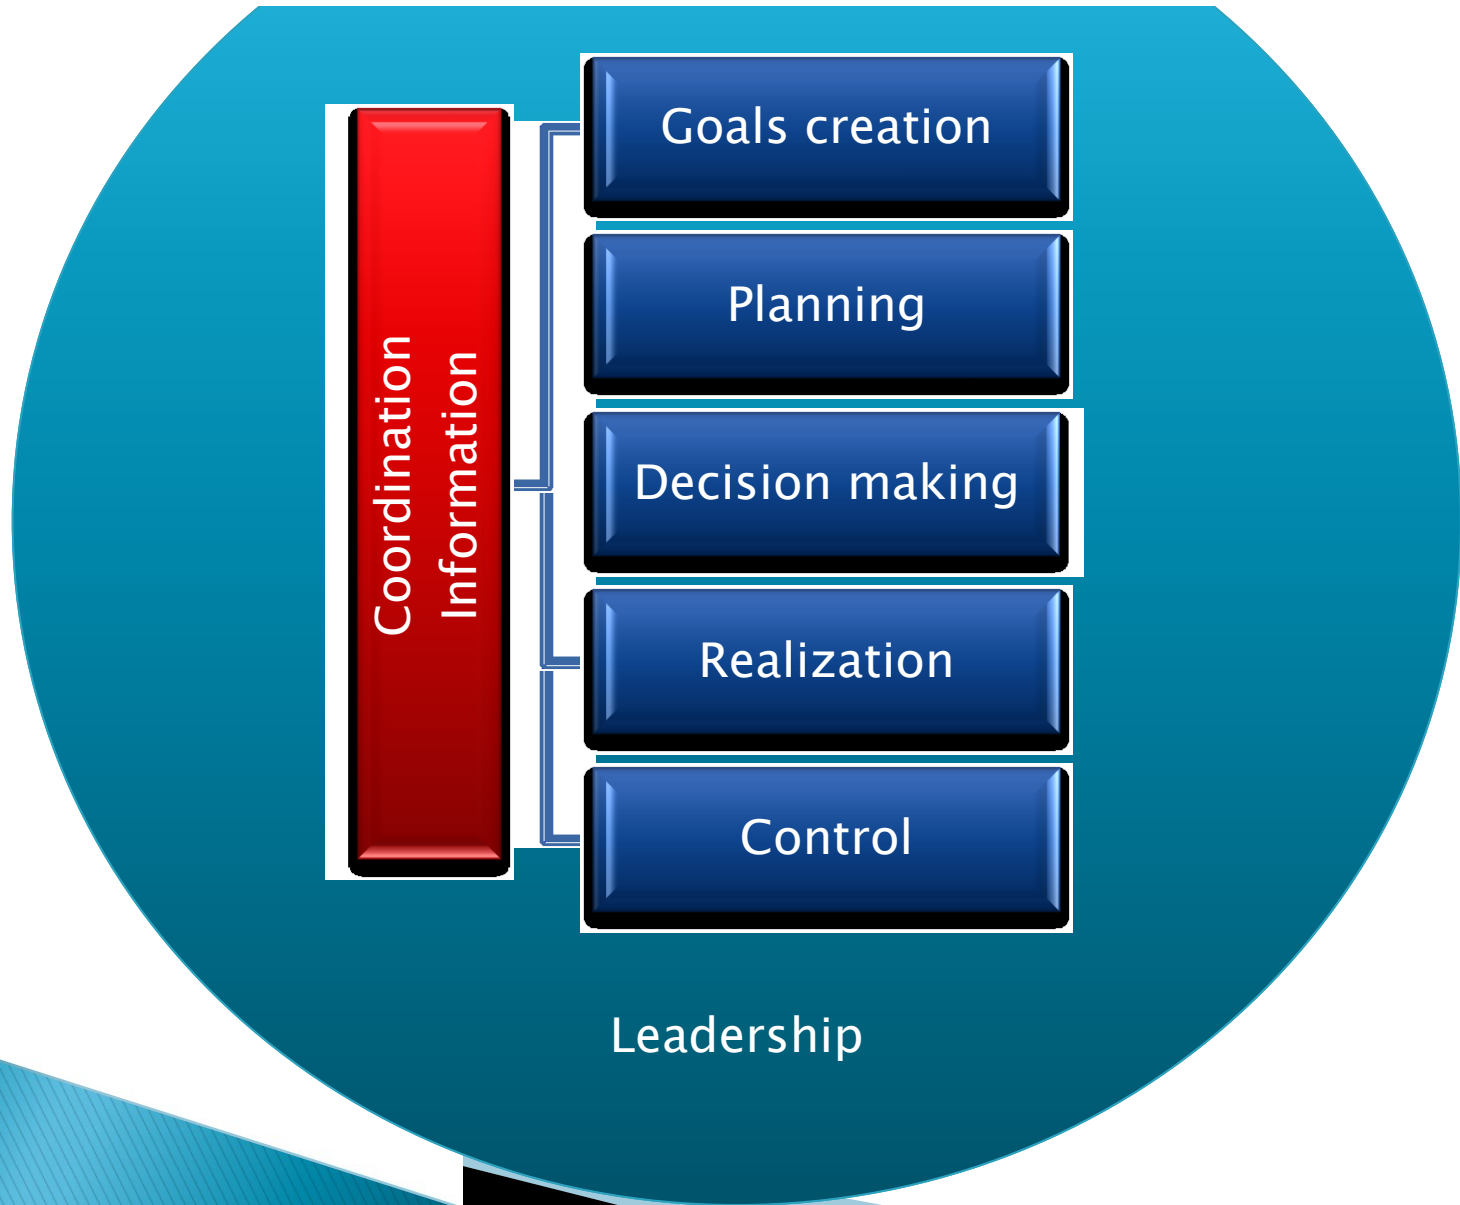 Coordination
Information
Goals creation
Planning
Decision making
Realization
Control
Leadership